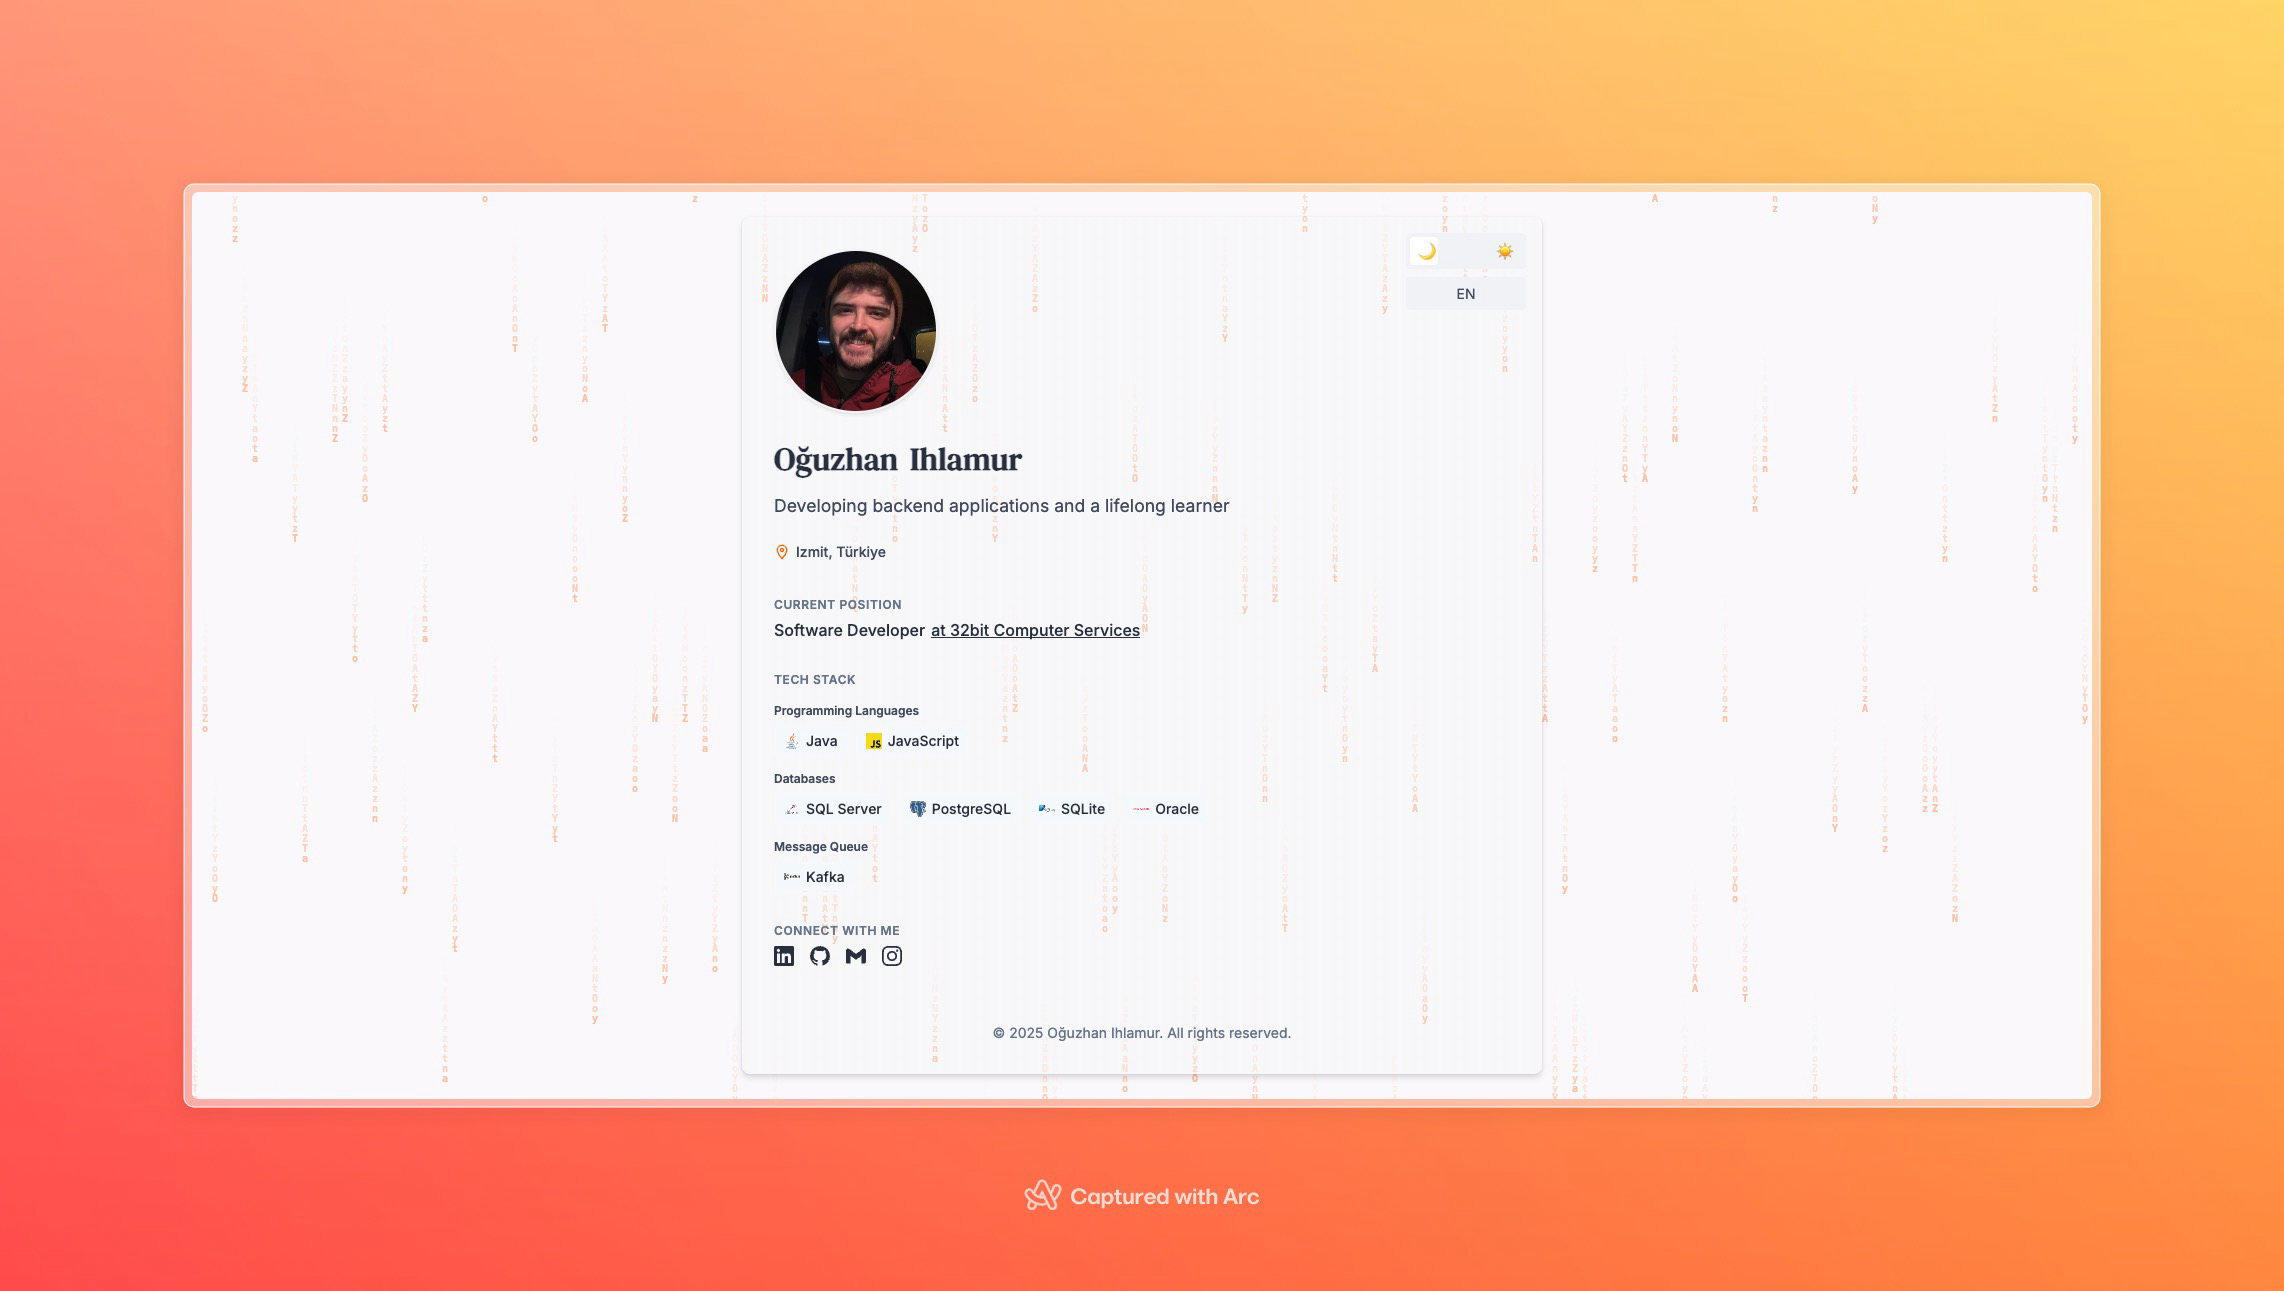 EN
Oğuzhan Ihlamur
Developing backend applications and a lifelong learner
Izmit, Türkiye
CURRENT POSITION
Software Developer at 32bit Computer Services
TECH STACK
Programming Languages
Java JS JavaScript
Databases
SQL Server PostgreSQL SQLite Oracle
Message Queue
Kafka
CONNECT WITH ME
in
© 2025 Oğuzhan Ihlamur. All rights reserved.
Captured with Arc